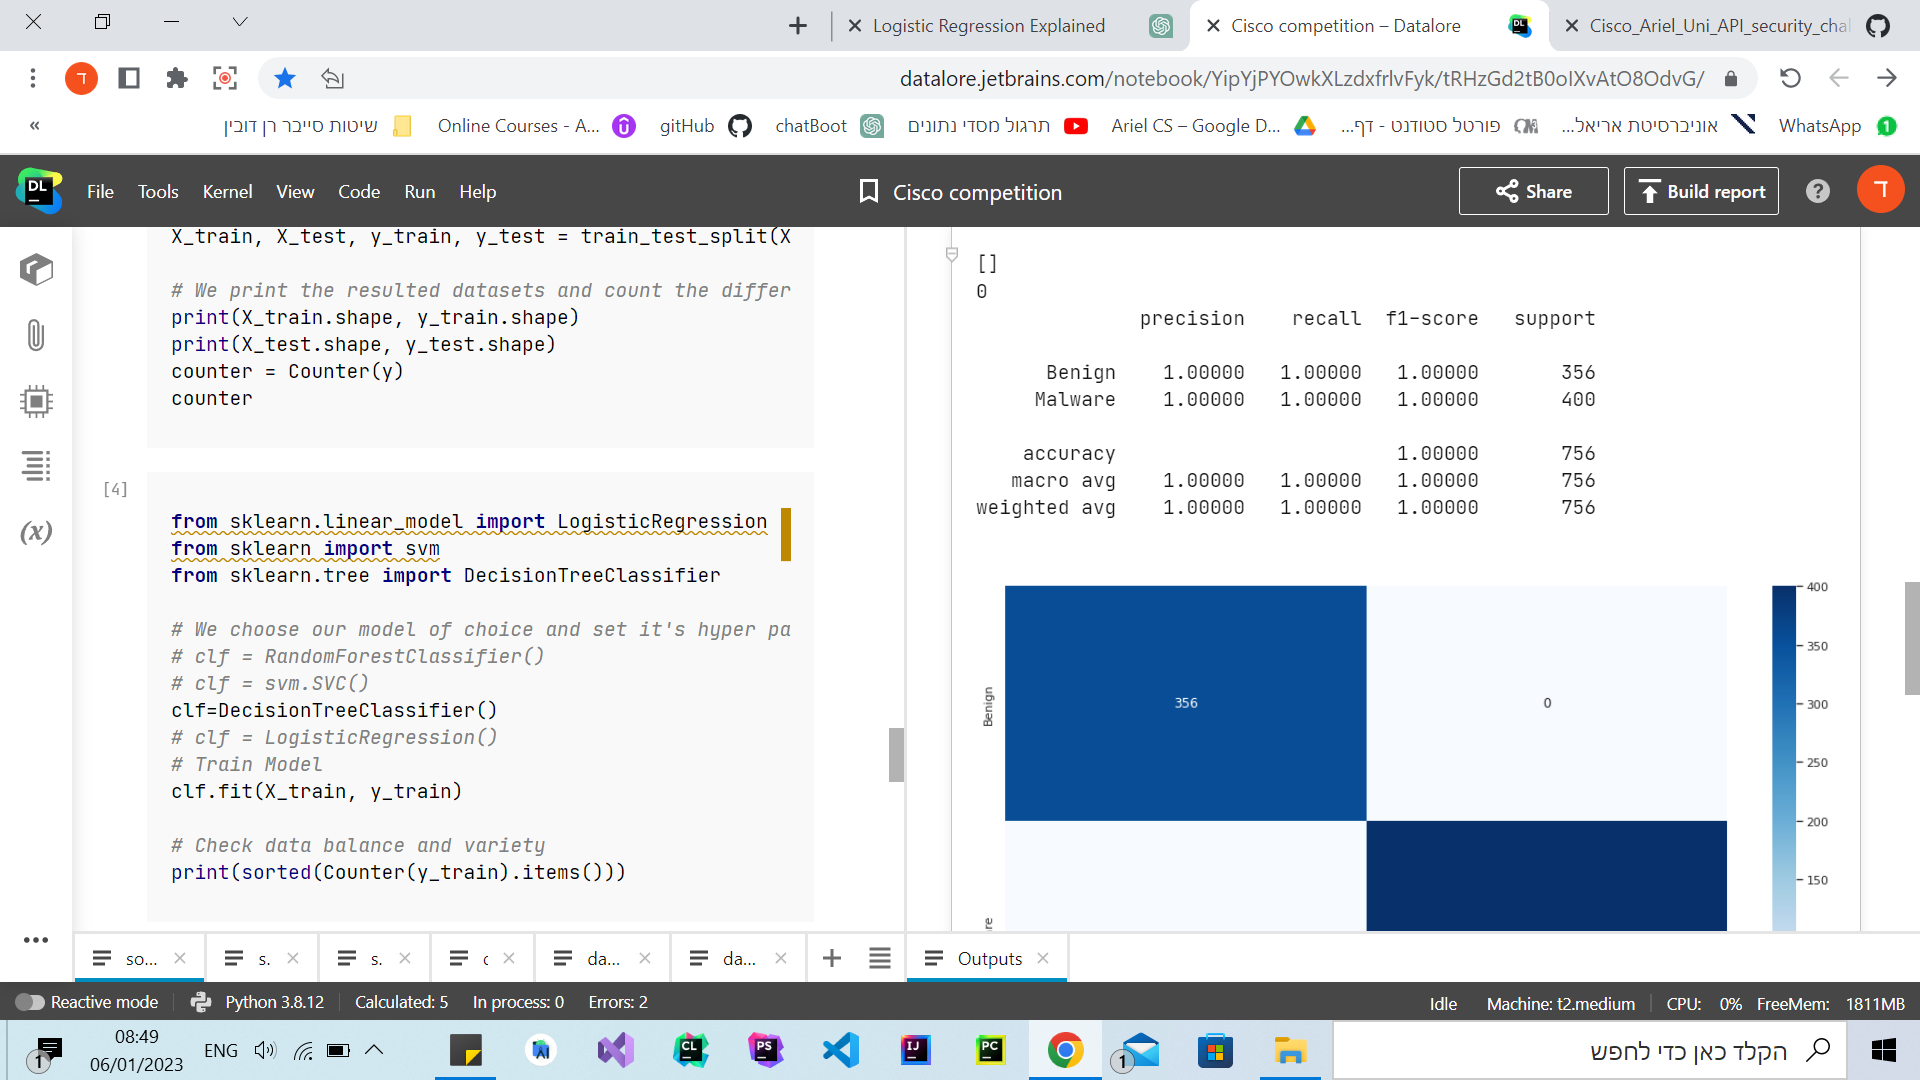 Logistic Regression Explained
Cisco competition – Datalore
Cisco_Ariel_Uni_API_security_chal
ד
datalore.jetbrains.com/notebook/YipYjPYOwkXLzdxfrlvFyk/tRHzGd2tB0oIXvAtO8OdvG/
«
שיטות סייבר רן דובין
Online Courses - A...
gitHub
chatBoot
תרגול מסדי נתונים
Ariel CS – Google D...
פורטל סטודנט - דף...
אוניברסיטת אריאל...
WhatsApp
1
DL
File Tools Kernel View Code Run Help
Cisco competition
Share
Build report
?
ד
X_train, X_test, y_train, y_test = train_test_split(X
# We print the resulted datasets and count the differ
print(X_train.shape, y_train.shape)
print(X_test.shape, y_test.shape)
counter = Counter(y)
counter
[4]
from sklearn.linear_model import LogisticRegression
from sklearn import svm
from sklearn.tree import DecisionTreeClassifier
# We choose our model of choice and set it's hyper pa
# clf = RandomForestClassifier()
# clf = svm.SVC()
clf=DecisionTreeClassifier()
# clf = LogisticRegression()
# Train Model
clf.fit(X_train, y_train)
# Check data balance and variety
print(sorted(Counter(y_train).items()))
(x)
[]
0
precision recall f1-score support
Benign 1.00000 1.00000 1.00000 356
Malware 1.00000 1.00000 1.00000 400
accuracy 1.00000 756
macro avg 1.00000 1.00000 1.00000 756
weighted avg 1.00000 1.00000 1.00000 756
Benign
356
0
re
400
350
300
250
200
150
so...
s.
s.
da...
da...
Outputs
Reactive mode
Python 3.8.12
Calculated: 5
In process: 0
Errors: 2
Idle
Machine: t2.medium
CPU: 0%
FreeMem: 1811MB
1
08:49
06/01/2023
ENG
CL
PS
IJ
PC
1
הקלד כאן כדי לחפש